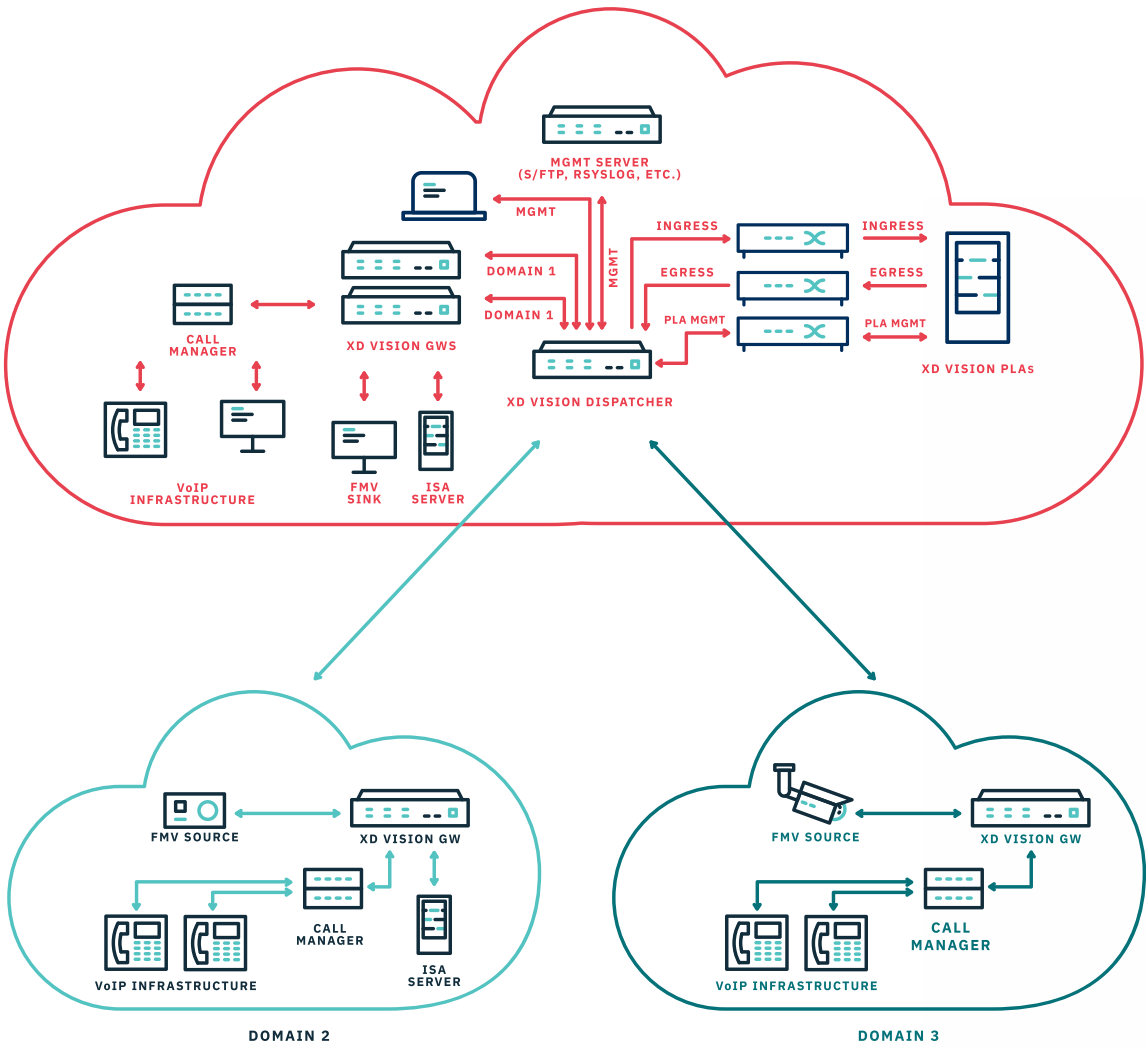 MGMT SERVER
(S/FTP, RSYSLOG, ETC.)
MGMT
MGMT
INGRESS
INGRESS
DOMAIN 1
EGRESS
EGRESS
DOMAIN 1
PLA MGMT
PLA MGMT
CALL
MANAGER
XD VISION GWS
XD VISION PLAs
XD VISION DISPATCHER
VoIP
INFRASTRUCTURE
FMV
SINK
ISA
SERVER
FMV SOURCE
XD VISION GW
CALL
MANAGER
ISA
SERVER
VoIP INFRASTRUCTURE
DOMAIN 2
FMV SOURCE
XD VISION GW
CALL
MANAGER
VoIP INFRASTRUCTURE
DOMAIN 3